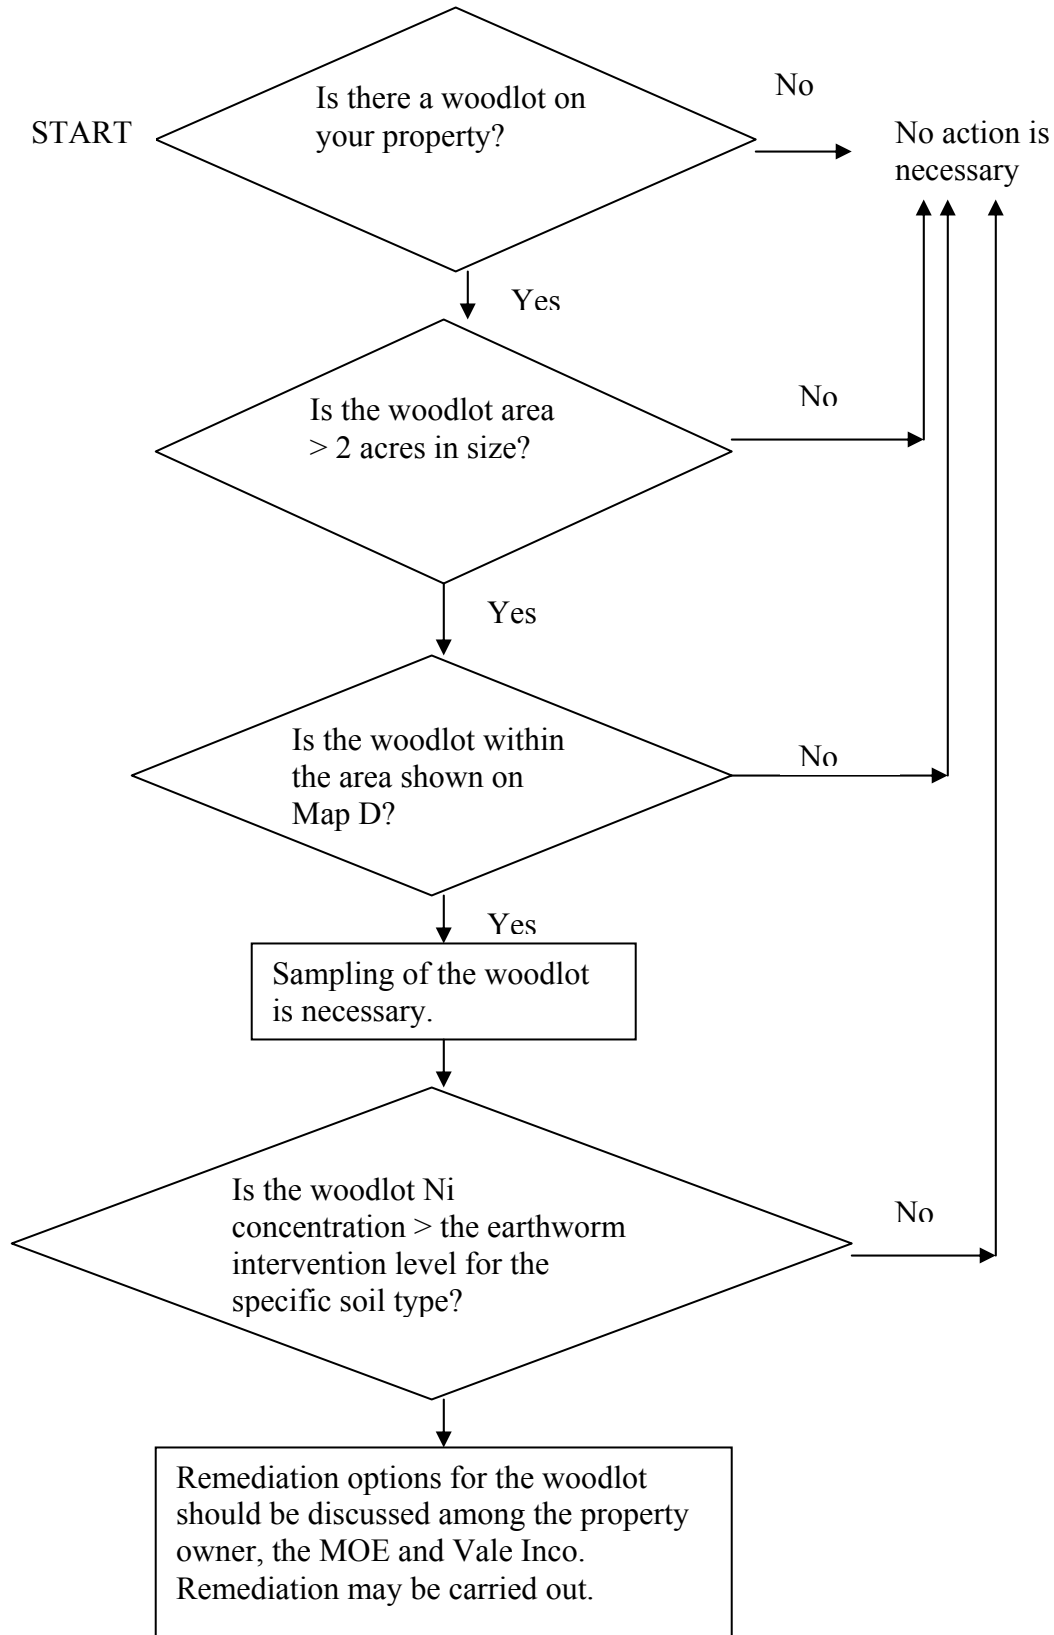 Is there a woodlot on
your property?
No
START
No action is
necessary
Yes
Is the woodlot area
> 2 acres in size?
No
Yes
Is the woodlot within
the area shown on
Map D?
No
Yes
Sampling of the woodlot
is necessary.
Is the woodlot Ni
concentration > the earthworm
intervention level for the
specific soil type?
No
Remediation options for the woodlot
should be discussed among the property
owner, the MOE and Vale Inco.
Remediation may be carried out.